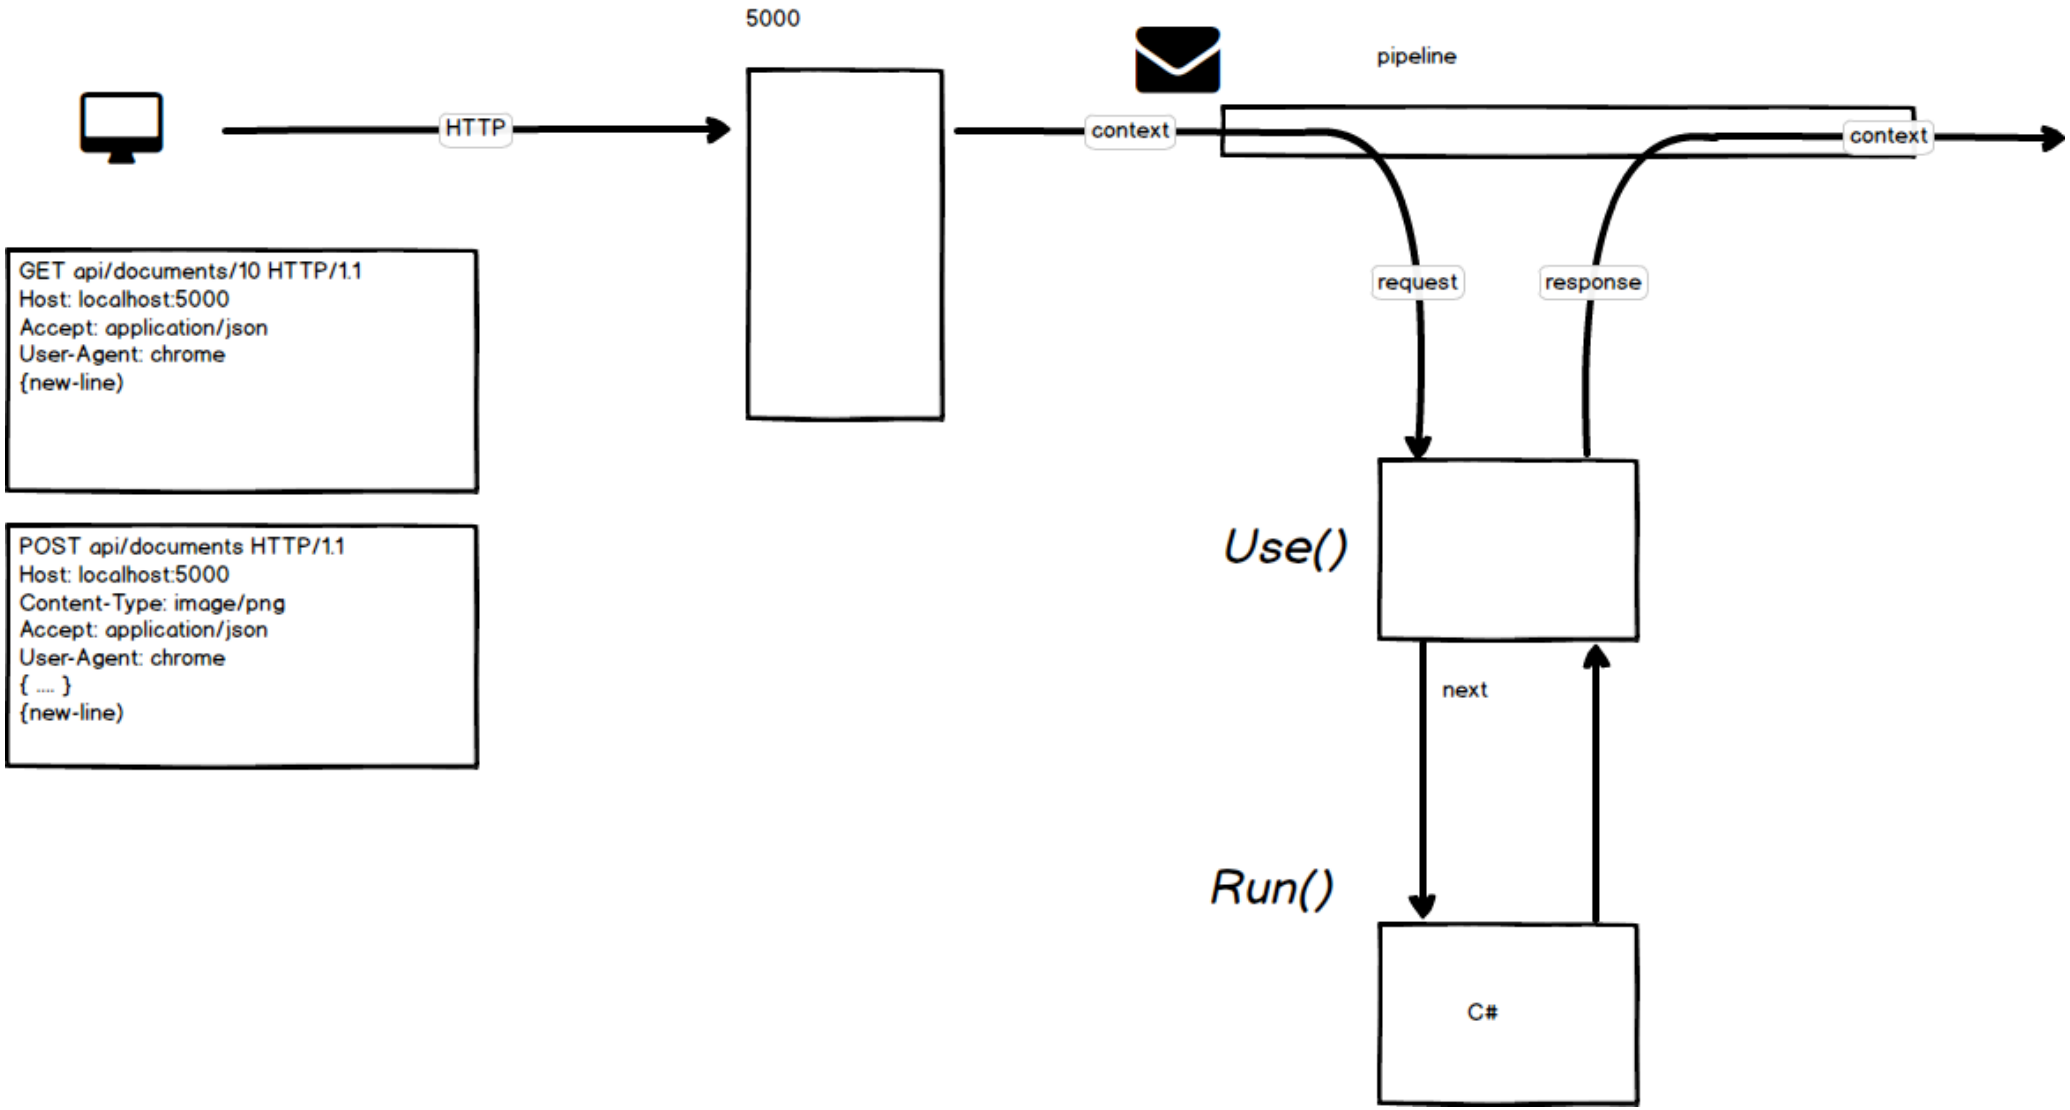 5000
pipeline
HTTP
context
context
GET api/documents/10 HTTP/1.1
Host: localhost:5000
Accept: application/json
User-Agent: chrome
{new-line)
request
response
POST api/documents HTTP/1.1
Host: localhost:5000
Content-Type: image/png
Accept: application/json
User-Agent: chrome
{ .... }
{new-line)
Use()
next
Run()
C#